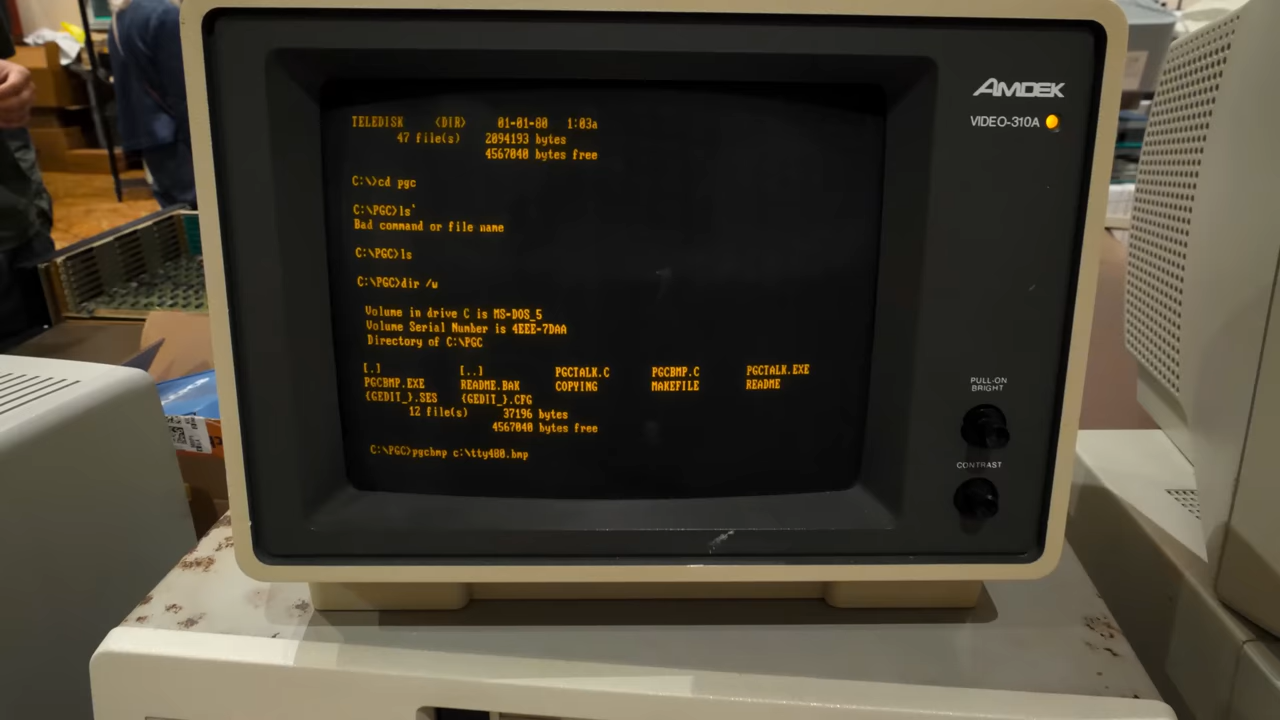 AMDEK
VIDEO-310A
TELEDISK <DIR> 01-01-80 1:03a
47 file(s) 2094193 bytes
4567040 bytes free
C:\>cd pgc
C:\PGC>ls`
Bad command or file name
C:\PGC>ls
C:\PGC>dir /w
Volume in drive C is MS-DOS_5
Volume Serial Number is 4EEE-7DAA
Directory of C:\PGC
[.] [..] PGCTALK.C PGCBMP.C PGCTALK.EXE
PGCBMP.EXE README.BAK COPYING MAKEFILE README
{GEDIT_}.SES {GEDIT_}.CFG
12 file(s) 37196 bytes
4567040 bytes free
C:\PGC>pgcbmp c:\tty480.bmp
PULL-ON
BRIGHT
CONTRAST